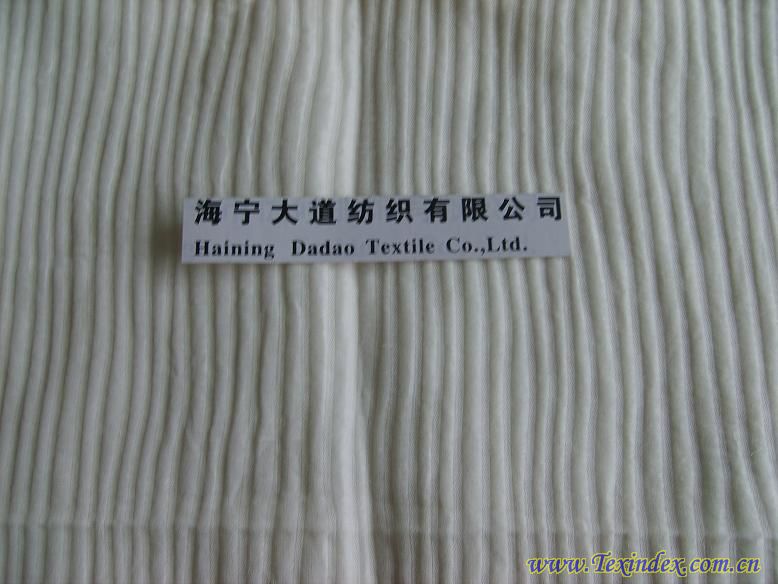 海宁大道纺织有限公司
Haining Dadao Textile Co.,Ltd.
www.Texindex.com.cn